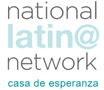 national
latin@
network
casa de esperanza